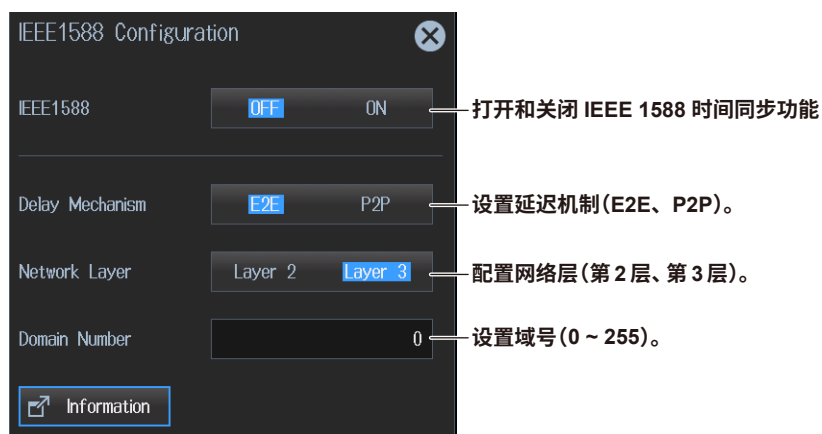 IEEE1588 Configuration
IEEE1588 OFF ON 打开和关闭 IEEE 1588 时间同步功能
Delay Mechanism E2E P2P 设置延迟机制(E2E、P2P)。
Network Layer Layer 2 Layer 3 配置网络层(第 2 层、第 3 层)。
Domain Number 0 设置域号(0 ~ 255)。
Information